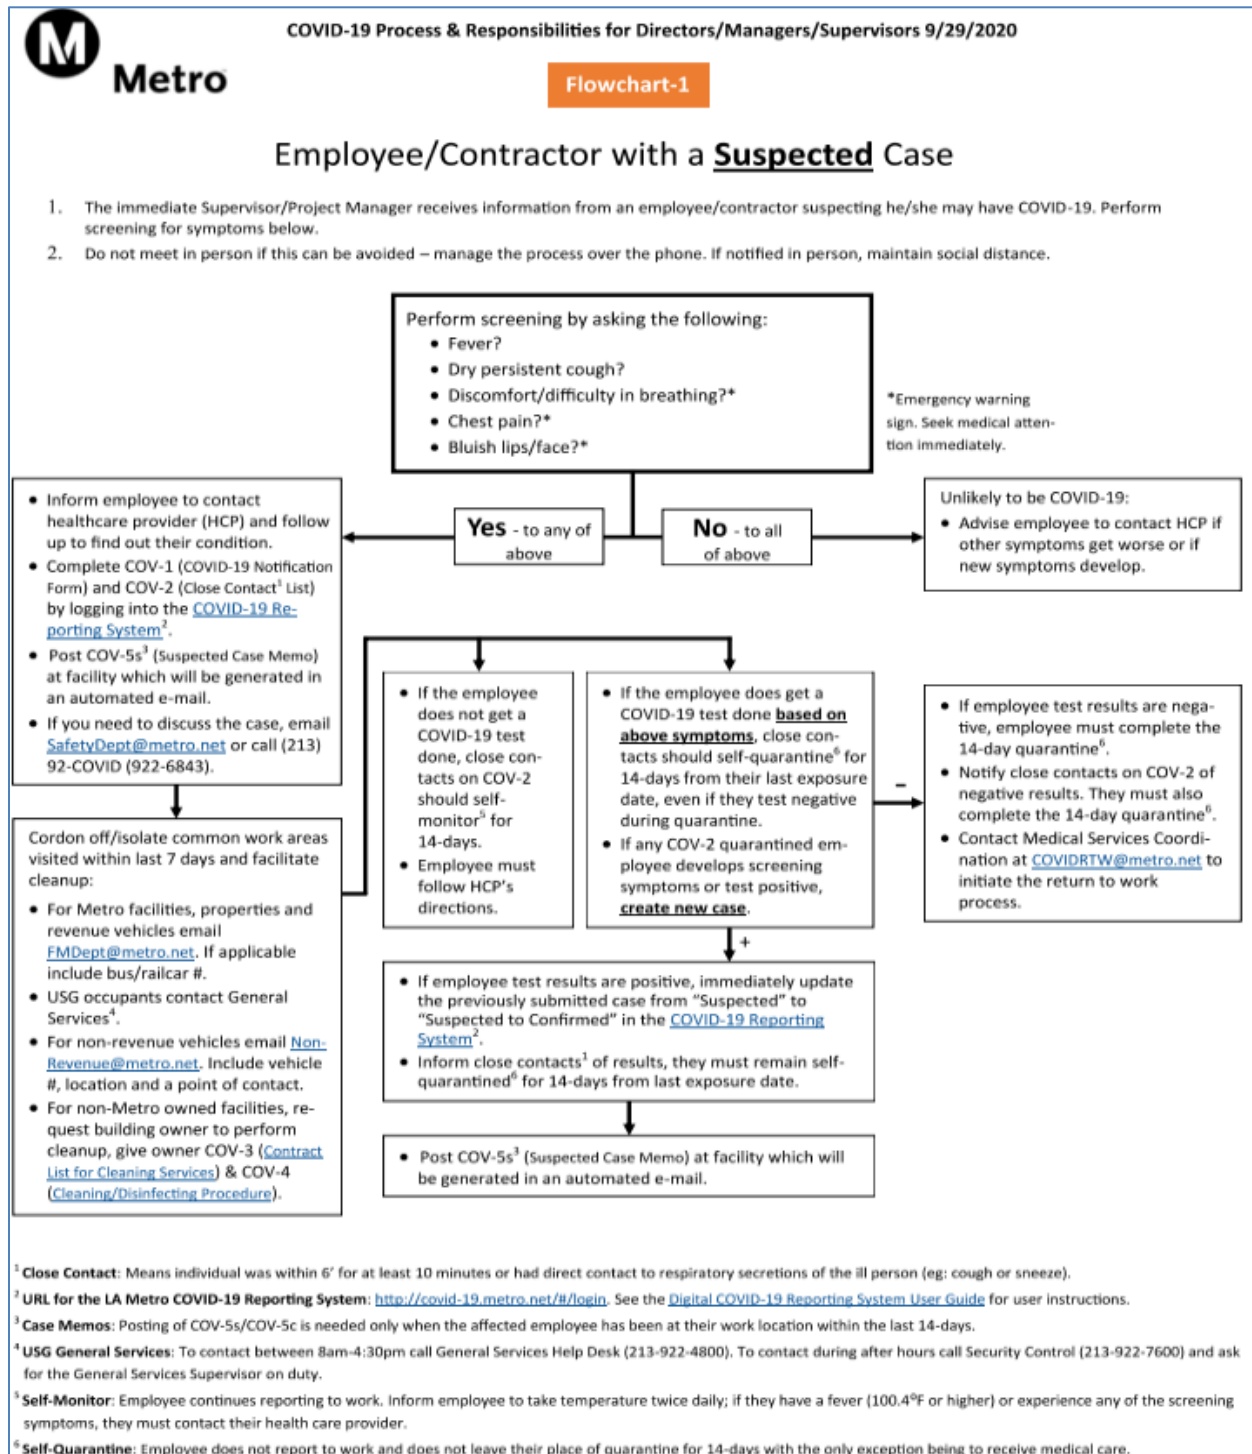 COVID-19 Process & Responsibilities for Directors/Managers/Supervisors 9/29/2020
M
Metro
Flowchart-1
Employee/Contractor with a Suspected Case
1. The immediate Supervisor/Project Manager receives information from an employee/contractor suspecting he/she may have COVID-19. Perform
screening for symptoms below.
2. Do not meet in person if this can be avoided – manage the process over the phone. If notified in person, maintain social distance.
Perform screening by asking the following:
• Fever?
• Dry persistent cough?
• Discomfort/difficulty in breathing?*
• Chest pain?*
• Bluish lips/face?*
*Emergency warning
sign. Seek medical atten-
tion immediately.
Yes - to any of
above
No - to all
of above
Unlikely to be COVID-19:
• Advise employee to contact HCP if
other symptoms get worse or if
new symptoms develop.
• Inform employee to contact
healthcare provider (HCP) and follow
up to find out their condition.
• Complete COV-1 (COVID-19 Notification
Form) and COV-2 (Close Contact¹ List)
by logging into the COVID-19 Re-
porting System².
• Post COV-5s³ (Suspected Case Memo)
at facility which will be generated in
an automated e-mail.
• If you need to discuss the case, email
SafetyDept@metro.net or call (213)
92-COVID (922-6843).
Cordon off/isolate common work areas
visited within last 7 days and facilitate
cleanup:
• For Metro facilities, properties and
revenue vehicles email
FMDept@metro.net. If applicable
include bus/railcar #.
• USG occupants contact General
Services⁴.
• For non-revenue vehicles email Non-
Revenue@metro.net. Include vehicle
#, location and a point of contact.
• For non-Metro owned facilities, re-
quest building owner to perform
cleanup, give owner COV-3 (Contract
List for Cleaning Services) & COV-4
(Cleaning/Disinfecting Procedure).
• If the employee
does not get a
COVID-19 test
done, close con-
tacts on COV-2
should self-
monitor⁵ for
14-days.
• Employee must
follow HCP's
directions.
• If the employee does get a
COVID-19 test done based on
above symptoms, close con-
tacts should self-quarantine⁶ for
14-days from their last exposure
date, even if they test negative
during quarantine.
• If any COV-2 quarantined em-
ployee develops screening
symptoms or test positive,
create new case.
–
• If employee test results are nega-
tive, employee must complete the
14-day quarantine⁶.
• Notify close contacts on COV-2 of
negative results. They must also
complete the 14-day quarantine⁶.
• Contact Medical Services Coordi-
nation at COVIDRTW@metro.net to
initiate the return to work
process.
+
• If employee test results are positive, immediately update
the previously submitted case from "Suspected" to
"Suspected to Confirmed" in the COVID-19 Reporting
System².
• Inform close contacts¹ of results, they must remain self-
quarantined⁶ for 14-days from last exposure date.
• Post COV-5s³ (Suspected Case Memo) at facility which will
be generated in an automated e-mail.
¹ Close Contact: Means individual was within 6' for at least 10 minutes or had direct contact to respiratory secretions of the ill person (eg: cough or sneeze).
² URL for the LA Metro COVID-19 Reporting System: http://covid-19.metro.net/#/login. See the Digital COVID-19 Reporting System User Guide for user instructions.
³ Case Memos: Posting of COV-5s/COV-5c is needed only when the affected employee has been at their work location within the last 14-days.
⁴ USG General Services: To contact between 8am-4:30pm call General Services Help Desk (213-922-4800). To contact during after hours call Security Control (213-922-7600) and ask
for the General Services Supervisor on duty.
⁵ Self-Monitor: Employee continues reporting to work. Inform employee to take temperature twice daily; if they have a fever (100.4⁰F or higher) or experience any of the screening
symptoms, they must contact their health care provider.
⁶ Self-Quarantine: Employee does not report to work and does not leave their place of quarantine for 14-days with the only exception being to receive medical care.